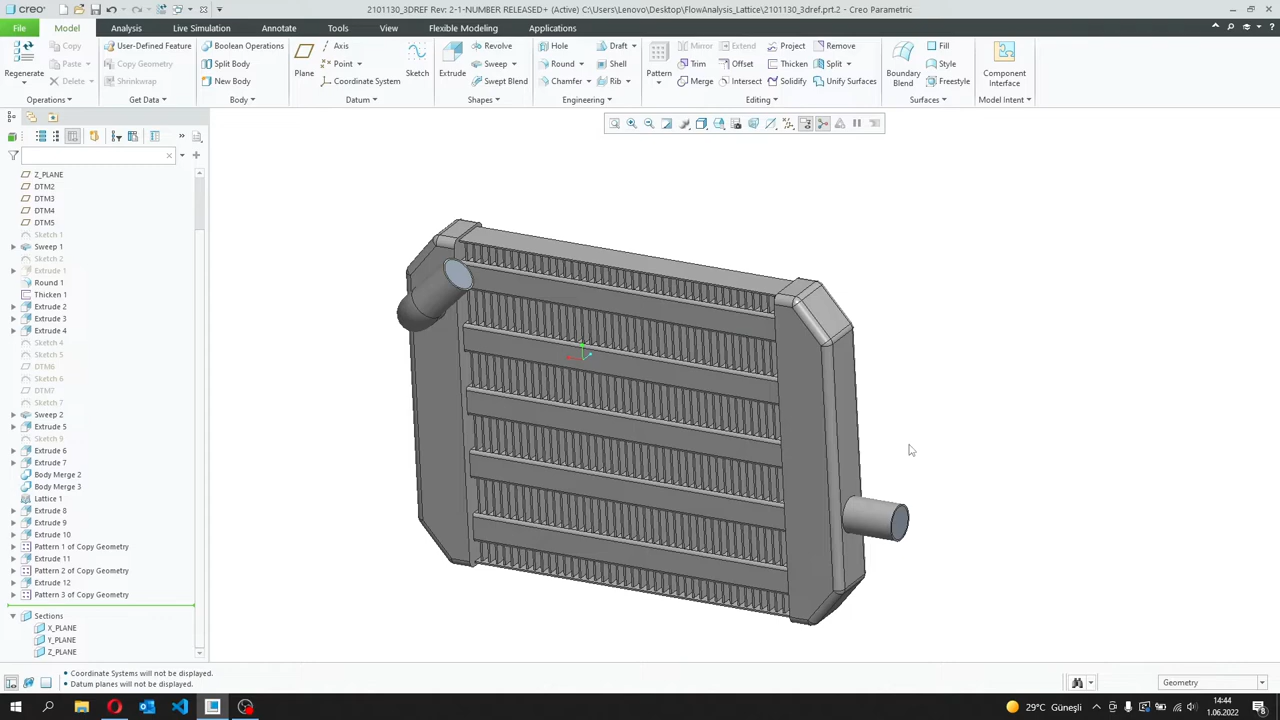 creo
2101130_3DREF Rev: 2-1-NUMBER RELEASED+ (Active) C:\Users\Lenovo\Desktop\FlowAnalysis_Lattice\2101130_3dref.prt.2 - Creo Parametric
File Model Analysis Live Simulation Annotate Tools View Flexible Modeling Applications
Regenerate
Copy
Paste
Delete
Operations
User-Defined Feature
Copy Geometry
Shrinkwrap
Get Data
Boolean Operations
Split Body
New Body
Body
Plane
Axis
Point
Coordinate System
Sketch
Datum
Extrude
Revolve
Sweep
Swept Blend
Shapes
Hole
Round
Chamfer
Draft
Shell
Rib
Engineering
Pattern
Mirror
Trim
Merge
Extend
Offset
Intersect
Project
Thicken
Solidify
Remove
Split
Unify Surfaces
Editing
Boundary
Blend
Fill
Style
Freestyle
Surfaces
Component
Interface
Model Intent
Z_PLANE
DTM2
DTM3
DTM4
DTM5
Sketch 1
Sweep 1
Extrude 1
Round 1
Thicken 1
Extrude 2
Extrude 3
Extrude 4
Sketch 4
Sketch 5
DTM6
Sketch 6
DTM7
Sketch 7
Sweep 2
Extrude 5
Sketch 9
Extrude 6
Extrude 7
Body Merge 2
Body Merge 3
Lattice 1
Extrude 8
Extrude 9
Extrude 10
Pattern 1 of Copy Geometry
Extrude 11
Pattern 2 of Copy Geometry
Extrude 12
Pattern 3 of Copy Geometry
Sections
X_PLANE
Y_PLANE
Z_PLANE
• Coordinate Systems will not be displayed.
• Datum planes will not be displayed.
Geometry
29°C Güneşli
14:44
1.06.2022